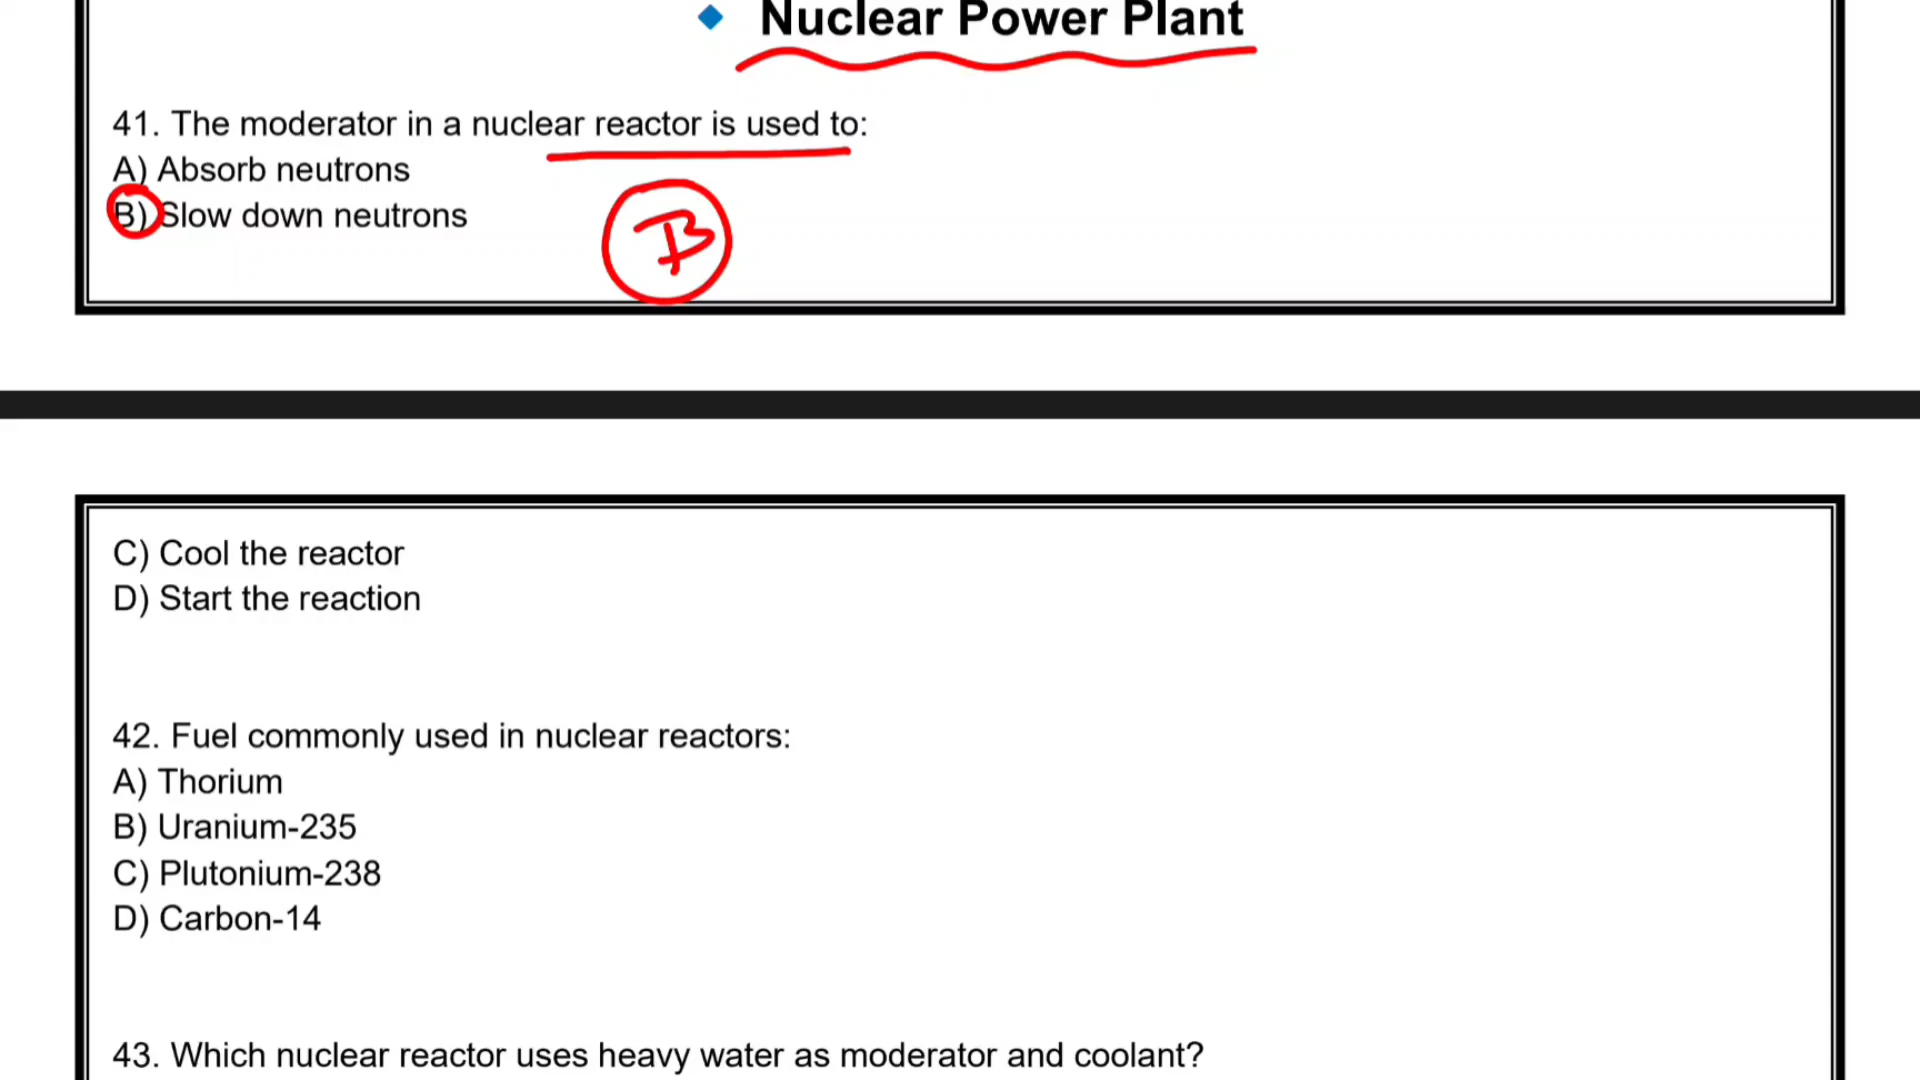 Nuclear Power Plant
41. The moderator in a nuclear reactor is used to:
A) Absorb neutrons
B) Slow down neutrons
B
C) Cool the reactor
D) Start the reaction
42. Fuel commonly used in nuclear reactors:
A) Thorium
B) Uranium-235
C) Plutonium-238
D) Carbon-14
43. Which nuclear reactor uses heavy water as moderator and coolant?